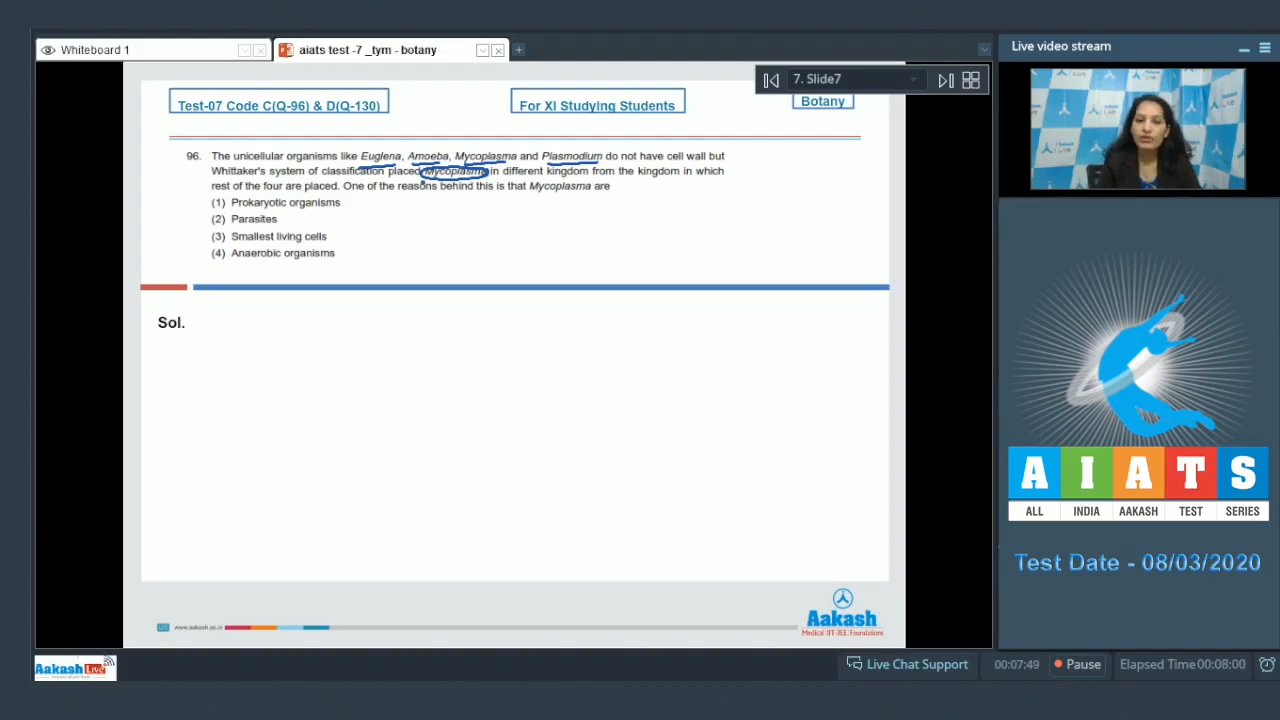 Whiteboard 1
aiats test -7 _tym - botany
Live video stream
7. Slide7
Test-07 Code C(Q-96) & D(Q-130)
For XI Studying Students
Botany
96. The unicellular organisms like Euglena, Amoeba, Mycoplasma and Plasmodium do not have cell wall but
Whittaker's system of classification placed Mycoplasma in different kingdom from the kingdom in which
rest of the four are placed. One of the reasons behind this is that Mycoplasma are
(1) Prokaryotic organisms
(2) Parasites
(3) Smallest living cells
(4) Anaerobic organisms
Sol.
A I A T S
ALL INDIA AAKASH TEST SERIES
Test Date - 08/03/2020
www.aakash.ac.in
Aakash
Medical IIT-JEE Foundations
Aakash Live
Live Chat Support
00:07:49
Pause
Elapsed Time 00:08:00